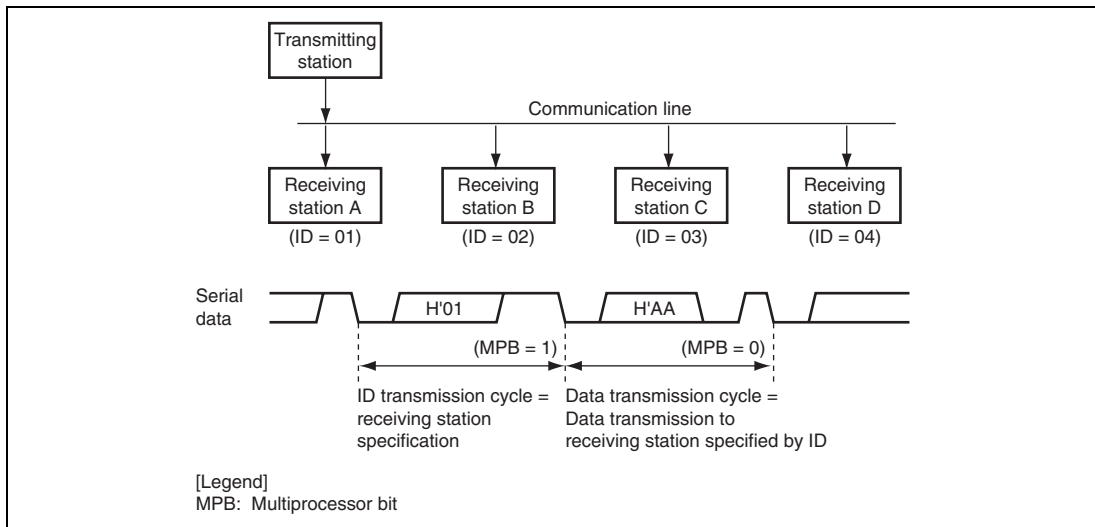 Transmitting
station
Communication line
Receiving
station A
Receiving
station B
Receiving
station C
Receiving
station D
(ID = 01)
(ID = 02)
(ID = 03)
(ID = 04)
Serial
data
H'01
H'AA
(MPB = 1)
(MPB = 0)
ID transmission cycle =
receiving station
specification
Data transmission cycle =
Data transmission to
receiving station specified by ID
[Legend]
MPB: Multiprocessor bit